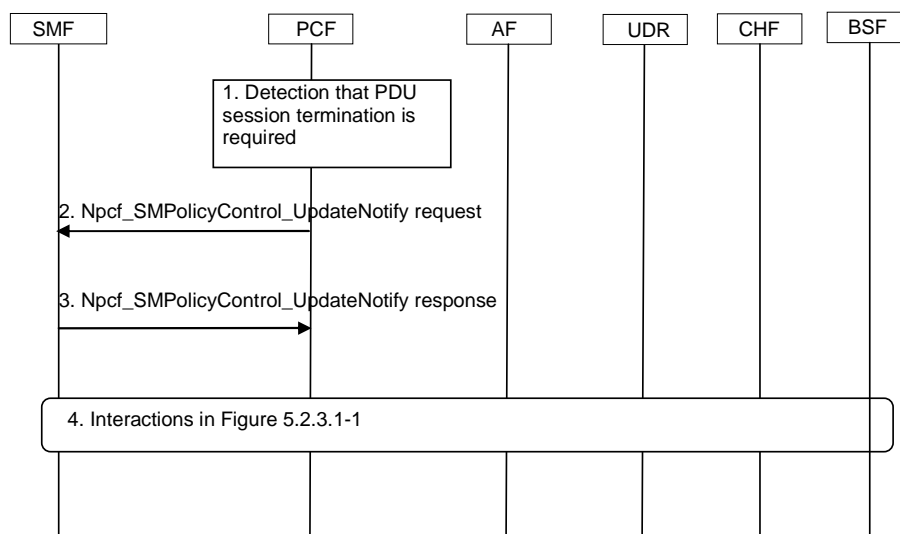 SMF PCF AF UDR CHF BSF
1. Detection that PDU
session termination is
required
2. Npcf_SMPolicyControl_UpdateNotify request
3. Npcf_SMPolicyControl_UpdateNotify response
4. Interactions in Figure 5.2.3.1-1